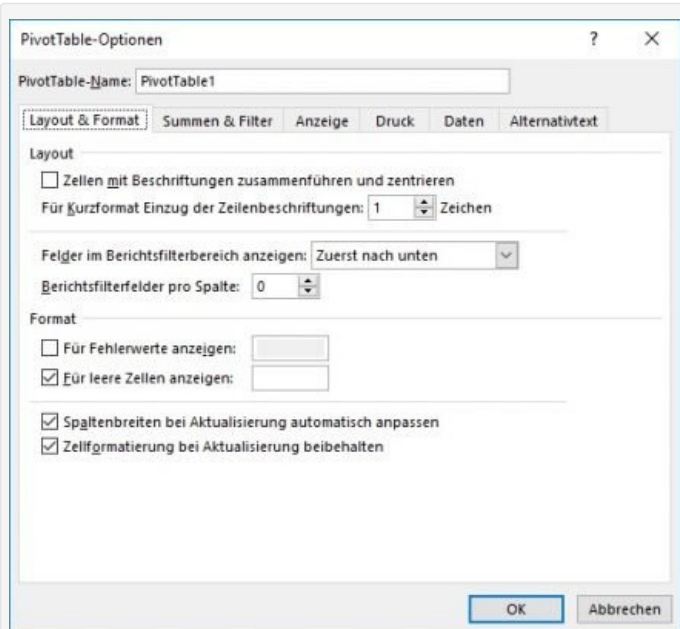 PivotTable-Optionen ? ×
PivotTable-Name: PivotTable1
Layout & Format Summen & Filter Anzeige Druck Daten Alternativtext
Layout
Zellen mit Beschriftungen zusammenführen und zentrieren
Für Kurzformat Einzug der Zeilenbeschriftungen: 1 Zeichen
Felder im Berichtsfilterbereich anzeigen: Zuerst nach unten
Berichtsfilterfelder pro Spalte: 0
Format
Für Fehlerwerte anzeigen:
Für leere Zellen anzeigen:
Spaltenbreiten bei Aktualisierung automatisch anpassen
Zellformatierung bei Aktualisierung beibehalten
OK Abbrechen